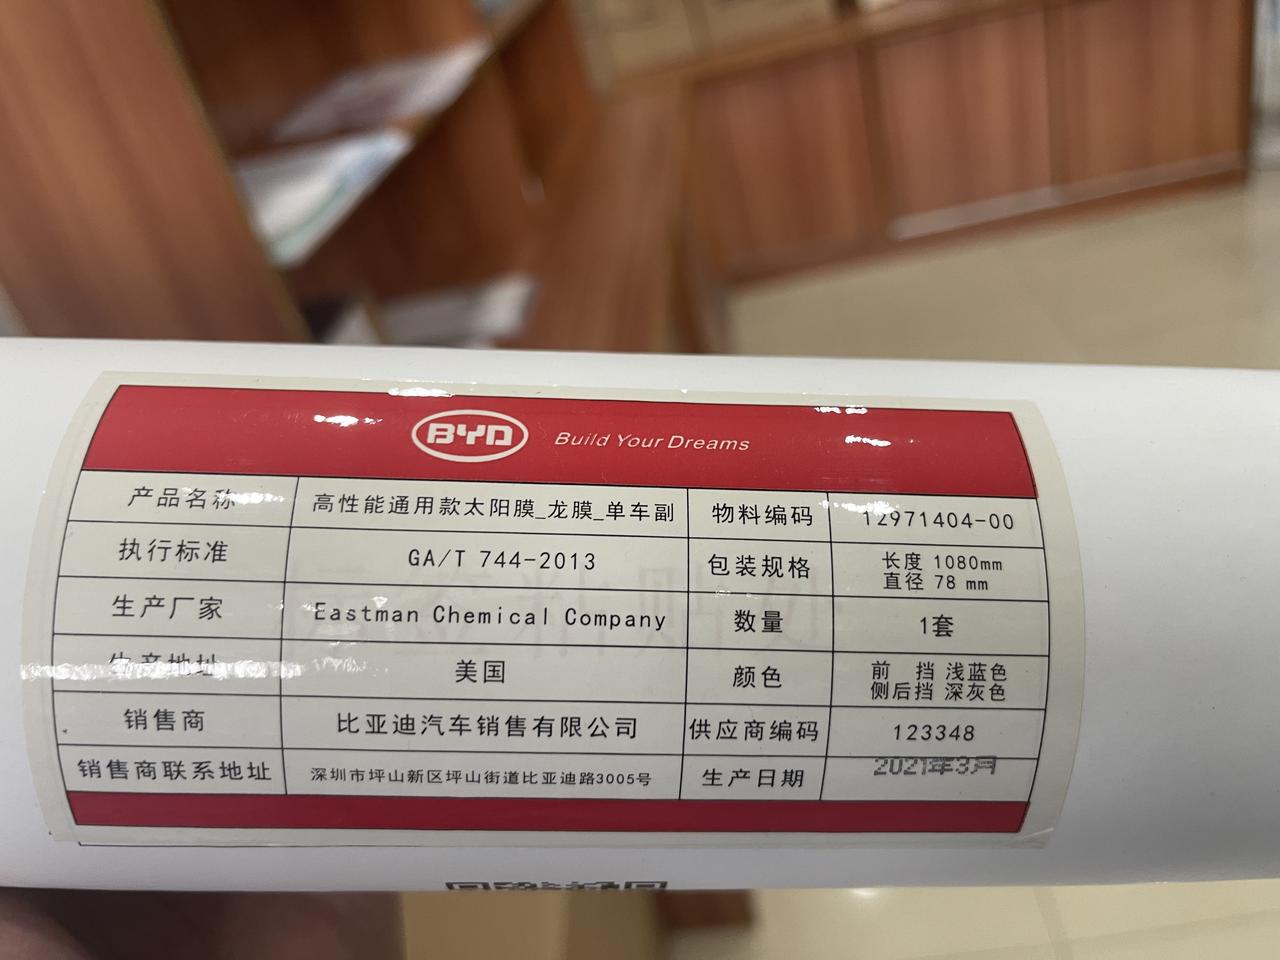 BYD Build Your Dreams
产品名称 高性能通用款太阳膜_龙膜_单车副 物料编码 12971404-00
执行标准 GA/T 744-2013 包装规格 长度 1080mm
直径 78 mm
生产厂家 Eastman Chemical Company 数量 1套
生产地址 美国 颜色 前 挡 浅蓝色
侧后挡 深灰色
销售商 比亚迪汽车销售有限公司 供应商编码 123348
销售商联系地址 深圳市坪山新区坪山街道比亚迪路3005号 生产日期 2021年3月